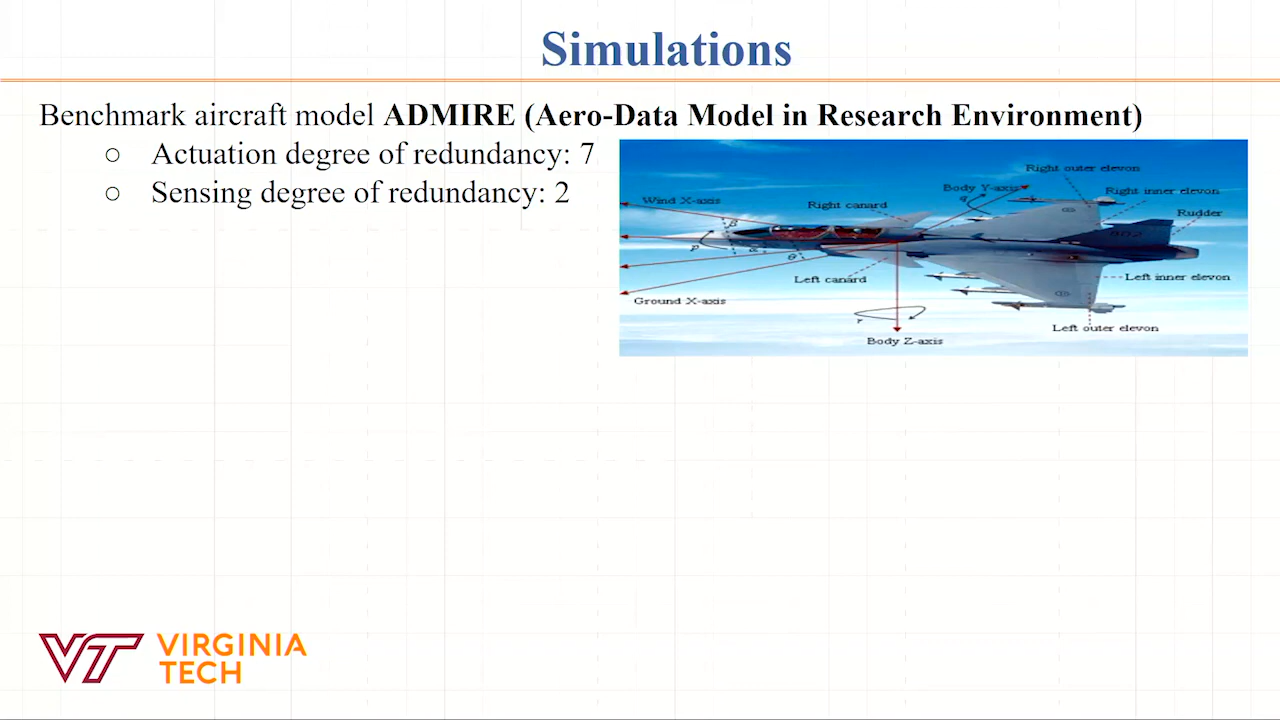 Simulations
Benchmark aircraft model ADMIRE (Aero-Data Model in Research Environment)
○ Actuation degree of redundancy: 7
○ Sensing degree of redundancy: 2
Right outer elevon
Body Y-axis
Right inner elevon
Wind X-axis
Right canard
q
Rudder
β
p
α
θ
Left canard
Left inner elevon
Ground X-axis
r
Left outer elevon
Body Z-axis
VT VIRGINIA
TECH